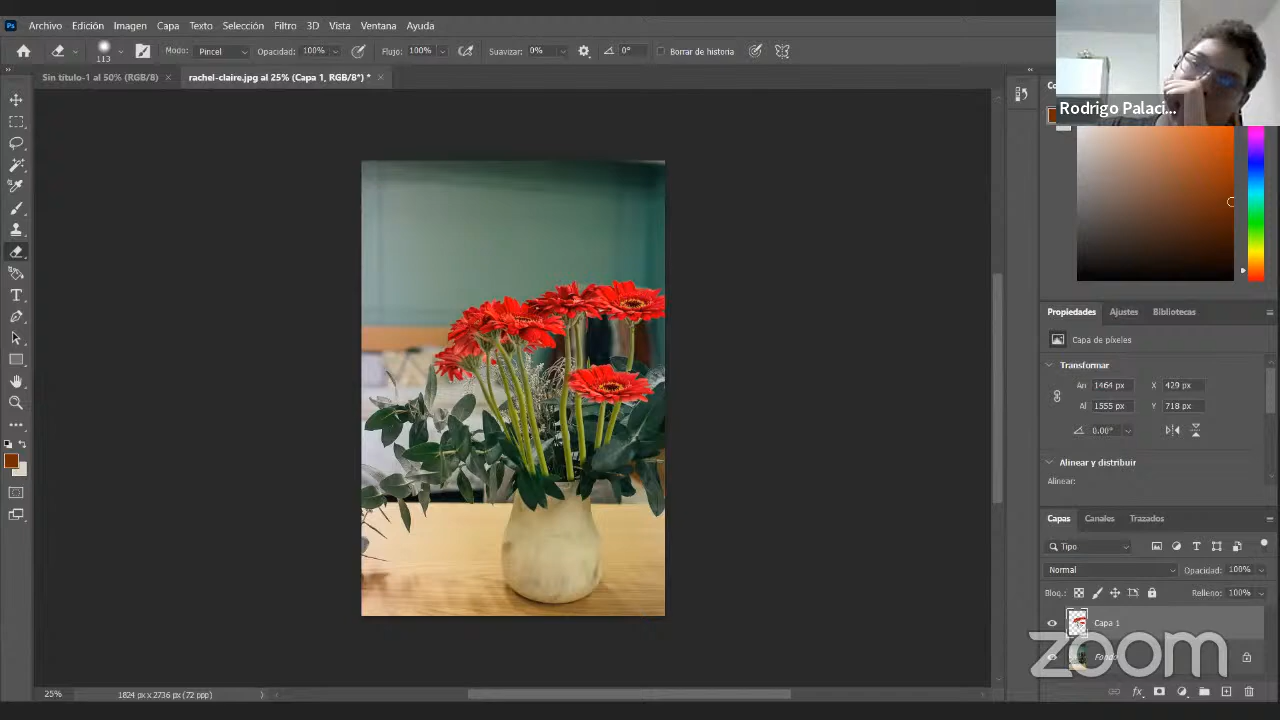 Ps Archivo Edición Imagen Capa Texto Selección Filtro 3D Vista Ventana Ayuda
113 Modo: Pincel Opacidad: 100% Flujo: 100% Suavizar: 0% 0° Borrar de historia
Sin título-1 al 50% (RGB/8) × rachel-claire.jpg al 25% (Capa 1, RGB/8*) * ×
Rodrigo Palaci...
Propiedades Ajustes Bibliotecas
Capa de píxeles
Transformar
An 1464 px X 429 px
Al 1555 px Y 718 px
0.00°
Alinear y distribuir
Alinear:
Capas Canales Trazados
Tipo
Normal Opacidad: 100%
Bloq.: Relleno: 100%
Capa 1
Fondo
zoom
25% 1824 px x 2736 px (72 ppp)